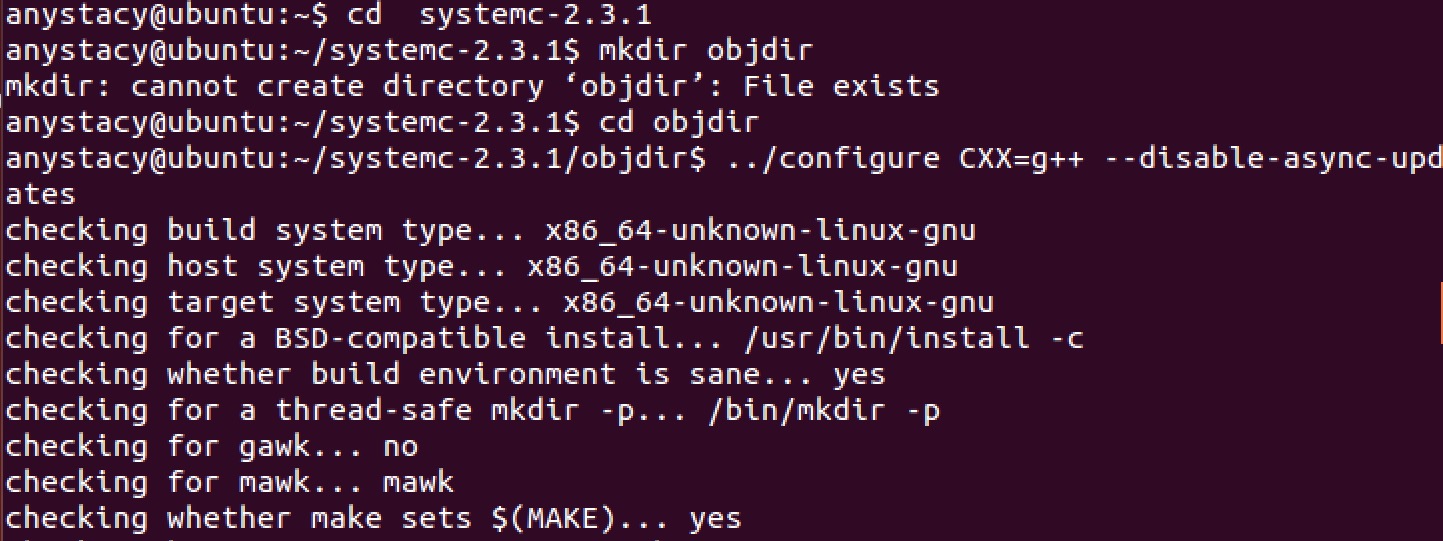 anystacy@ubuntu:~$ cd  systemc-2.3.1
anystacy@ubuntu:~/systemc-2.3.1$ mkdir objdir
mkdir: cannot create directory ‘objdir’: File exists
anystacy@ubuntu:~/systemc-2.3.1$ cd objdir
anystacy@ubuntu:~/systemc-2.3.1/objdir$ ../configure CXX=g++ --disable-async-upd
ates
checking build system type... x86_64-unknown-linux-gnu
checking host system type... x86_64-unknown-linux-gnu
checking target system type... x86_64-unknown-linux-gnu
checking for a BSD-compatible install... /usr/bin/install -c
checking whether build environment is sane... yes
checking for a thread-safe mkdir -p... /bin/mkdir -p
checking for gawk... no
checking for mawk... mawk
checking whether make sets $(MAKE)... yes